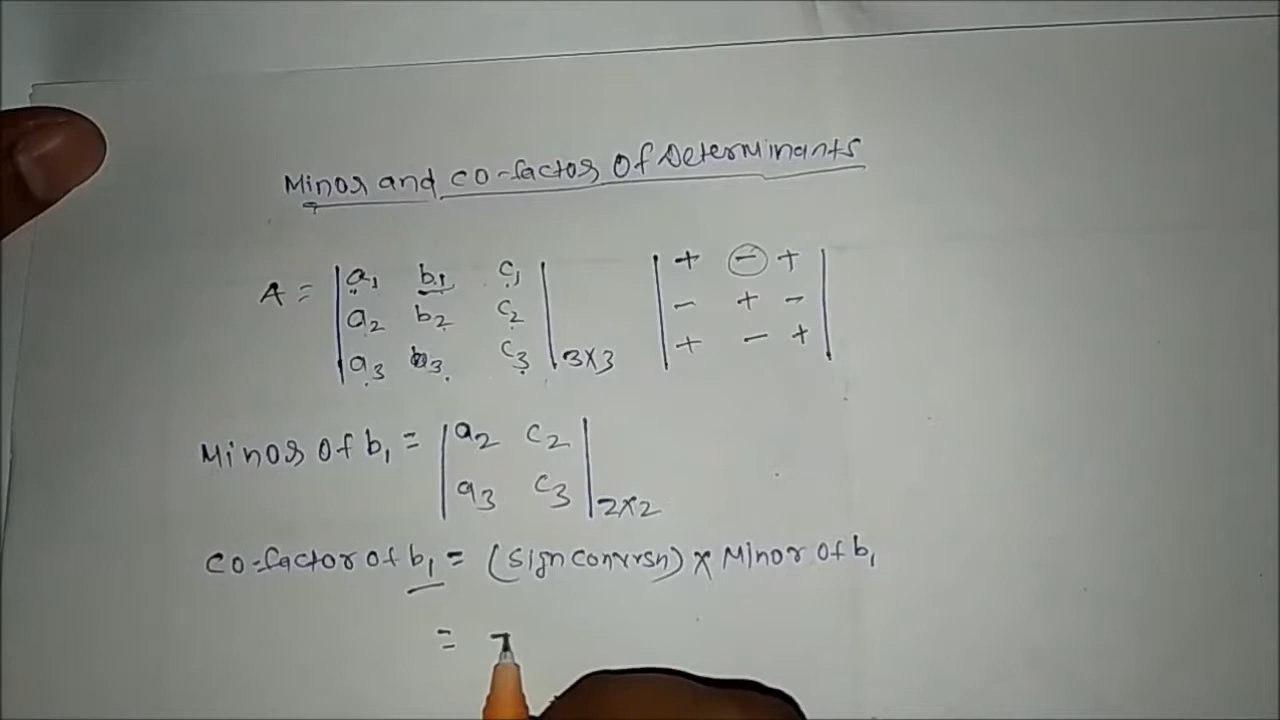 Minor and co-factor of Determinants
A = | a1 b1 c1 | | + - + |
| a2 b2 c2 | | - + - |
| a3 b3 c3 | 3x3 | + - + |
Minor of b1 = | a2 c2 |
| a3 c3 | 2x2
co-factor of b1 = (sign convrsn) x Minor of b1
= -